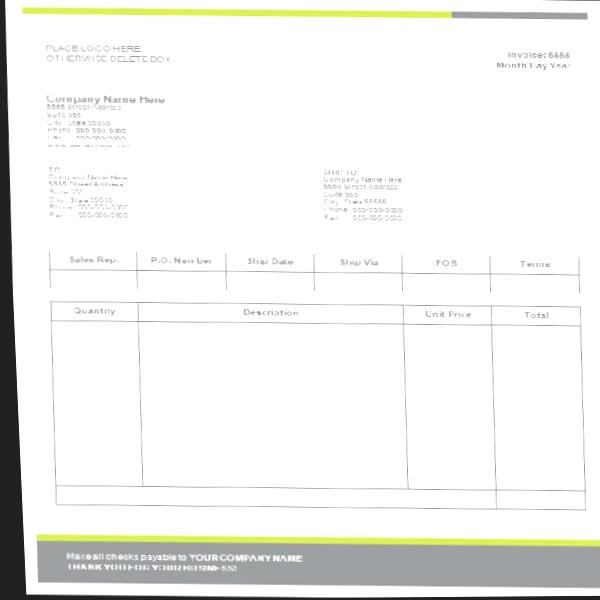 PLACE LOGO HERE
OTHERWISE DELETE BOX
Invoice: 5555
Month Day Year
Company Name Here
5555 Street Address
Suite 555
City, State 55555
Phone: 555-555-5555
Fax: 555-555-5555
TO:
Company Name Here
5555 Street Address
Suite 555
City, State 55555
Phone: 555-555-5555
Fax: 555-555-5555
SHIP TO:
Company Name Here
5555 Street Address
Suite 555
City, State 55555
Phone: 555-555-5555
Fax: 555-555-5555
Sales Rep. P.O. Number Ship Date Ship Via FOB Terms
Quantity Description Unit Price Total
Make all checks payable to YOUR COMPANY NAME
THANK YOU FOR YOUR BUSINESS!